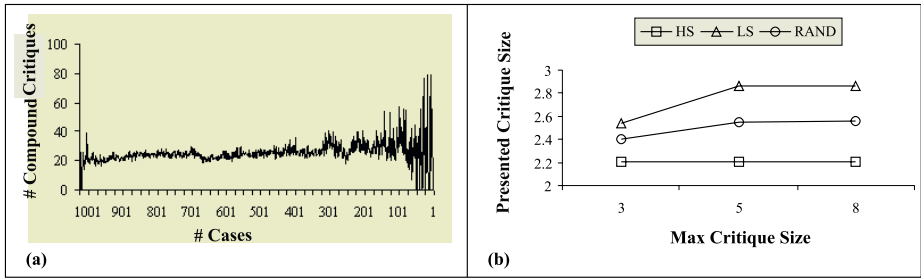 # Compound Critiques
100
80
60
40
20
0
1001 901 801 701 601 501 401 301 201 101 1
# Cases
(a)
HS LS RAND
Presented Critique Size
3
2.8
2.6
2.4
2.2
2
3 5 8
Max Critique Size
(b)